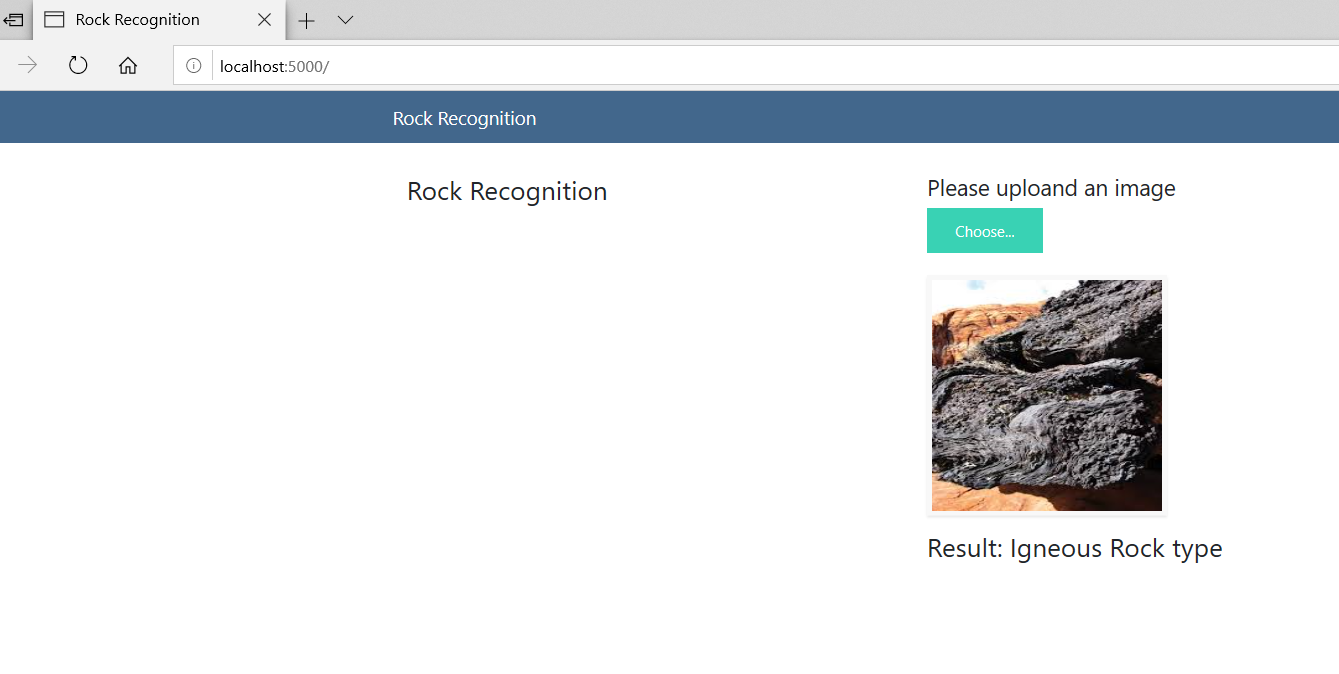 Rock Recognition
localhost:5000/
Rock Recognition
Rock Recognition
Please uploand an image
Choose...
Result: Igneous Rock type